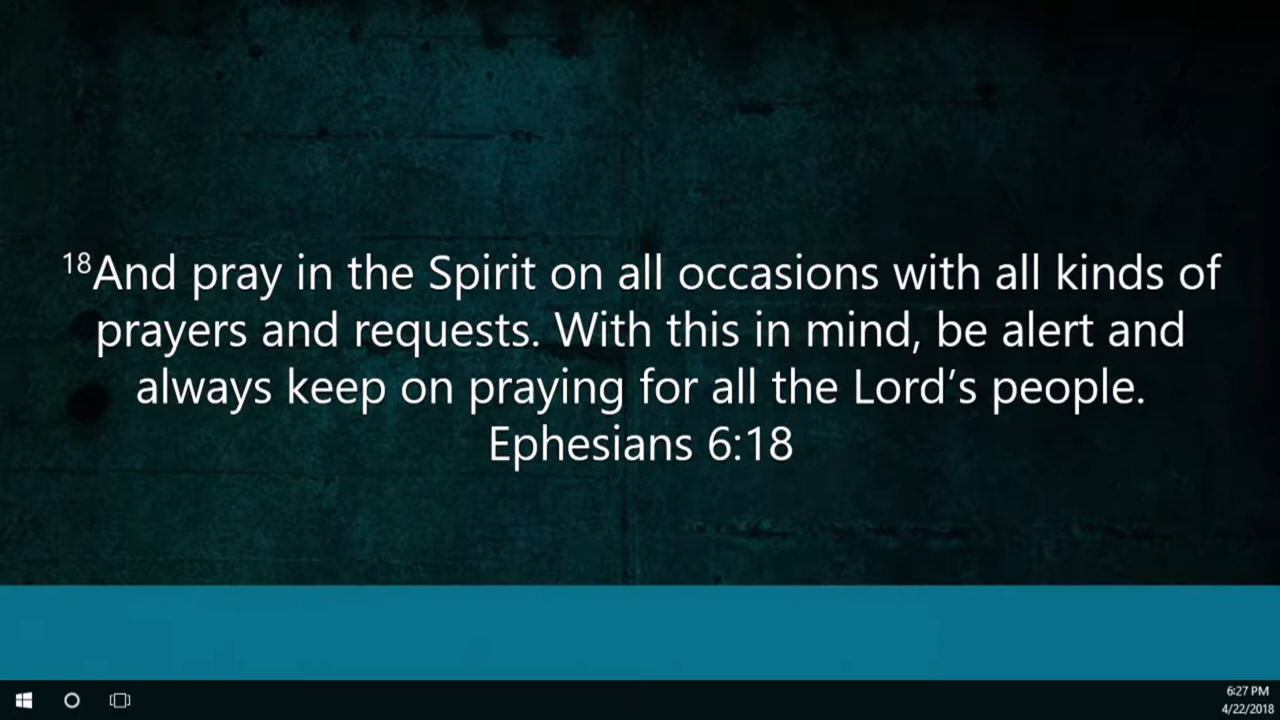 18And pray in the Spirit on all occasions with all kinds of
prayers and requests. With this in mind, be alert and
always keep on praying for all the Lord’s people.
Ephesians 6:18
6:27 PM
4/22/2018